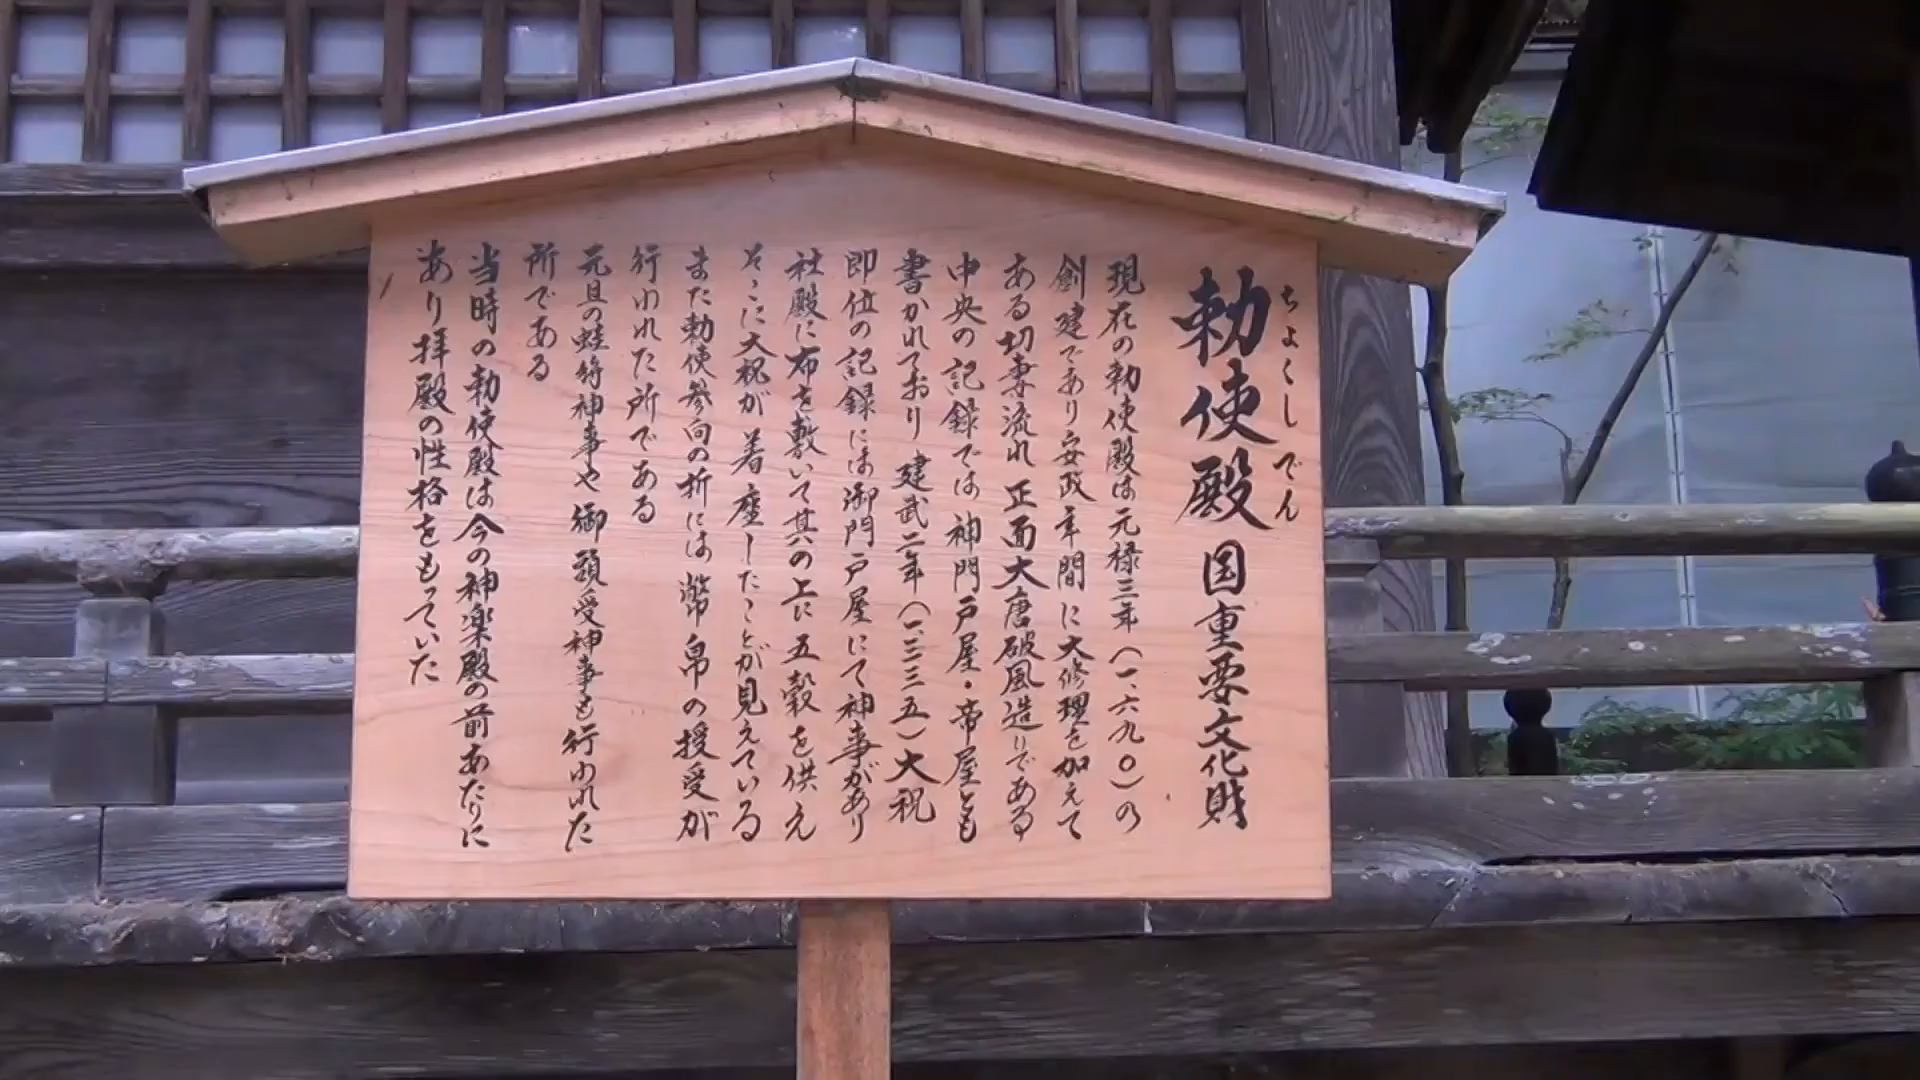 ちよくしでん
勅使殿 国重要文化財
現在の勅使殿は元禄三年(一、六九〇)の
創建であり安政年間に大修理を加えて
ある切妻流れ正面大唐破風造りである
中央の記録では神門戸屋・帝屋とも
書かれており 建武二年(一、三三五)大祝
即位の記録には御門戸屋にて神事があり
社殿に布を敷いて其の上に五穀を供え
そこに大祝が着座したことが見えている
また勅使参向の折には幣帛の授受が
行われた所である
元旦の蛙狩神事や御頭受神事も行われた
所である
当時の勅使殿は今の神楽殿の前あたりに
あり拝殿の性格をもっていた